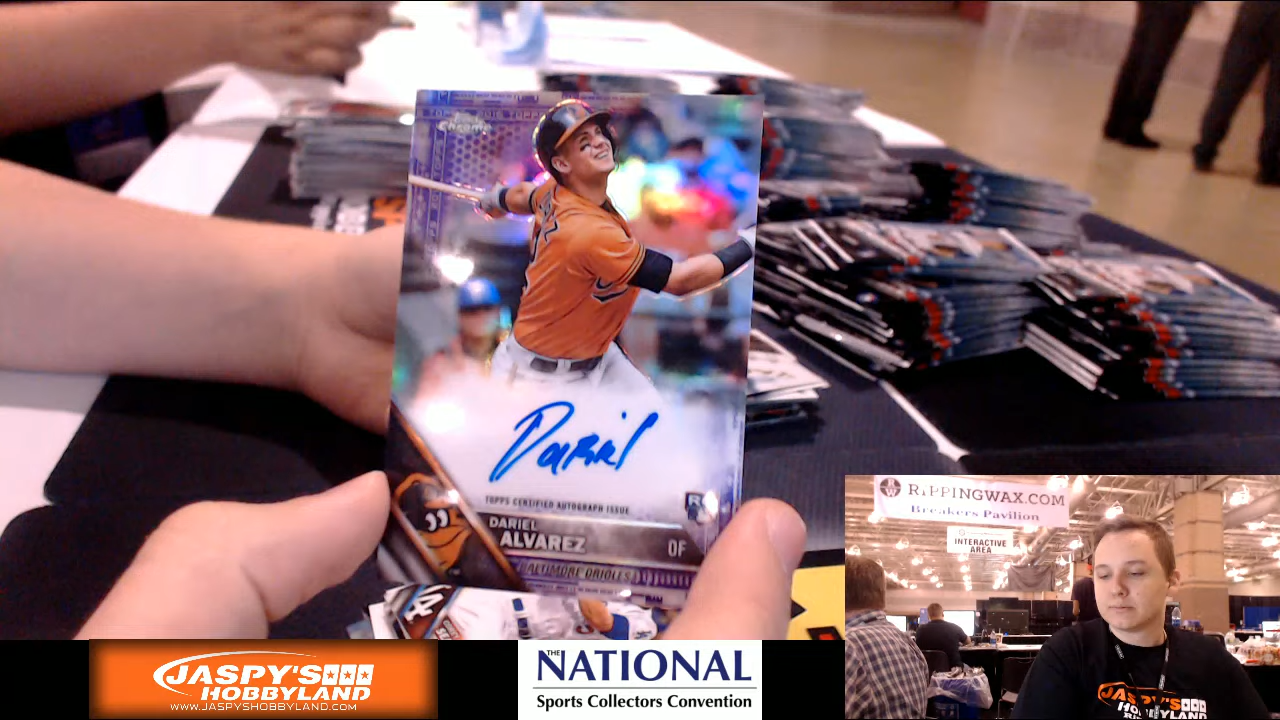 Chrome
Dariel
TOPPS CERTIFIED AUTOGRAPH ISSUE
DARIEL
ALVAREZ
OF
BALTIMORE ORIOLES
RW
RIPPINGWAX.COM
Breakers Pavilion
INTERACTIVE
AREA
JASPY'S
HOBBYLAND
WWW.JASPYSHOBBYLAND.COM
THE
NATIONAL
Sports Collectors Convention
JASPY'S
HOBBYLAND